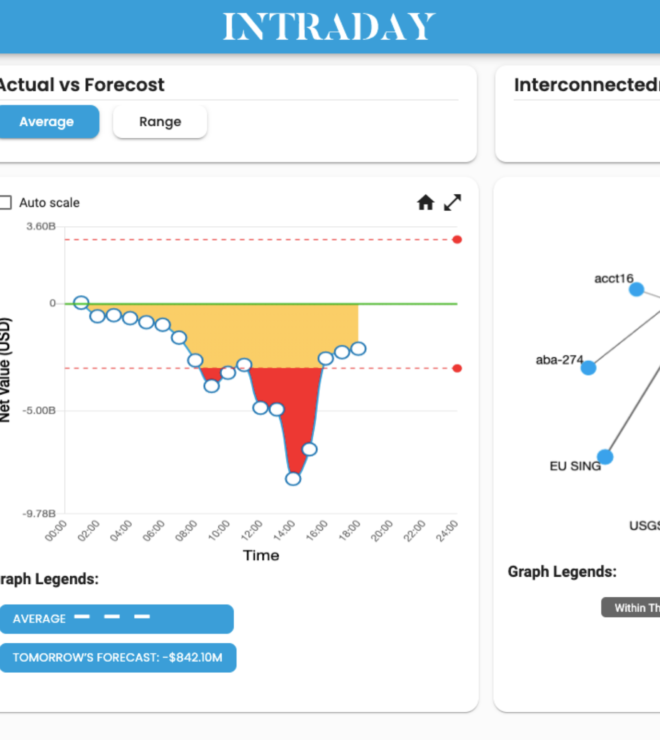 INTRADAY
Actual vs Forecost
Average
Range
Auto scale
3.60B
0
-5.00B
-9.78B
Net Value (USD)
00:00
02:00
04:00
06:00
08:00
10:00
12:00
14:00
16:00
18:00
20:00
22:00
24:00
Time
raph Legends:
AVERAGE
TOMORROW'S FORECAST: -$842.10M
Interconnected
acct16
aba-274
EU SING
USGS
Graph Legends:
Within Th